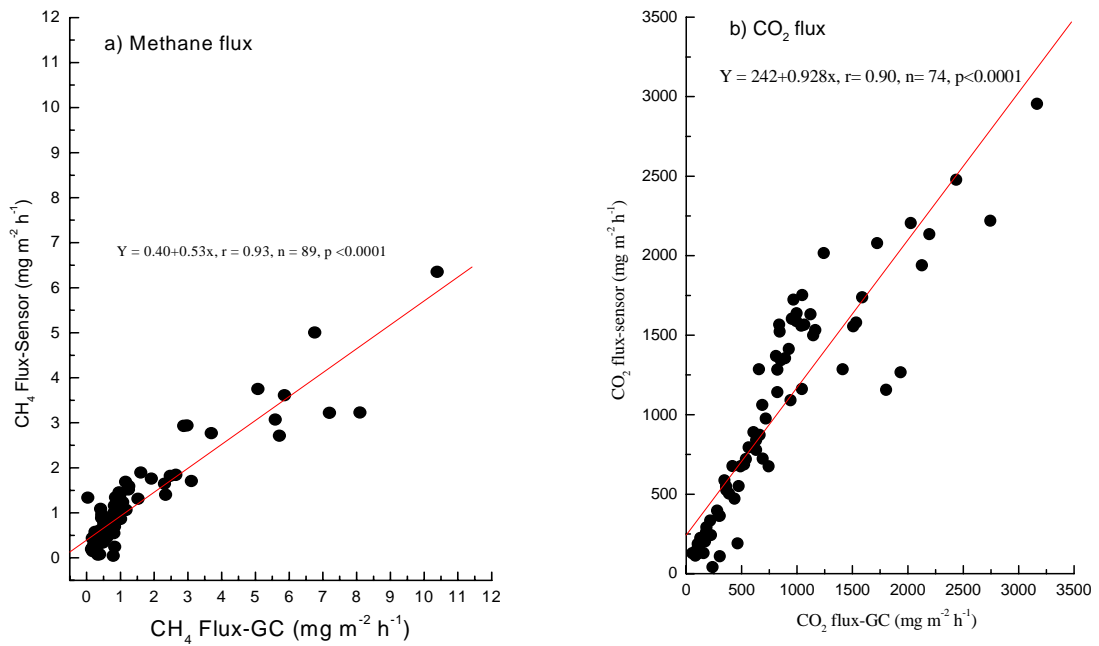 a) Methane flux
Y = 0.40+0.53x, r = 0.93, n = 89, p <0.0001
CH₄ Flux-Sensor (mg m⁻² h⁻¹)
12
11
10
9
8
7
6
5
4
3
2
1
0
0 1 2 3 4 5 6 7 8 9 10 11 12
CH₄ Flux-GC (mg m⁻² h⁻¹)
b) CO₂ flux
Y = 242+0.928x, r= 0.90, n= 74, p<0.0001
CO₂ flux-sensor (mg m⁻² h⁻¹)
3500
3000
2500
2000
1500
1000
500
0
0 500 1000 1500 2000 2500 3000 3500
CO₂ flux-GC (mg m⁻² h⁻¹)